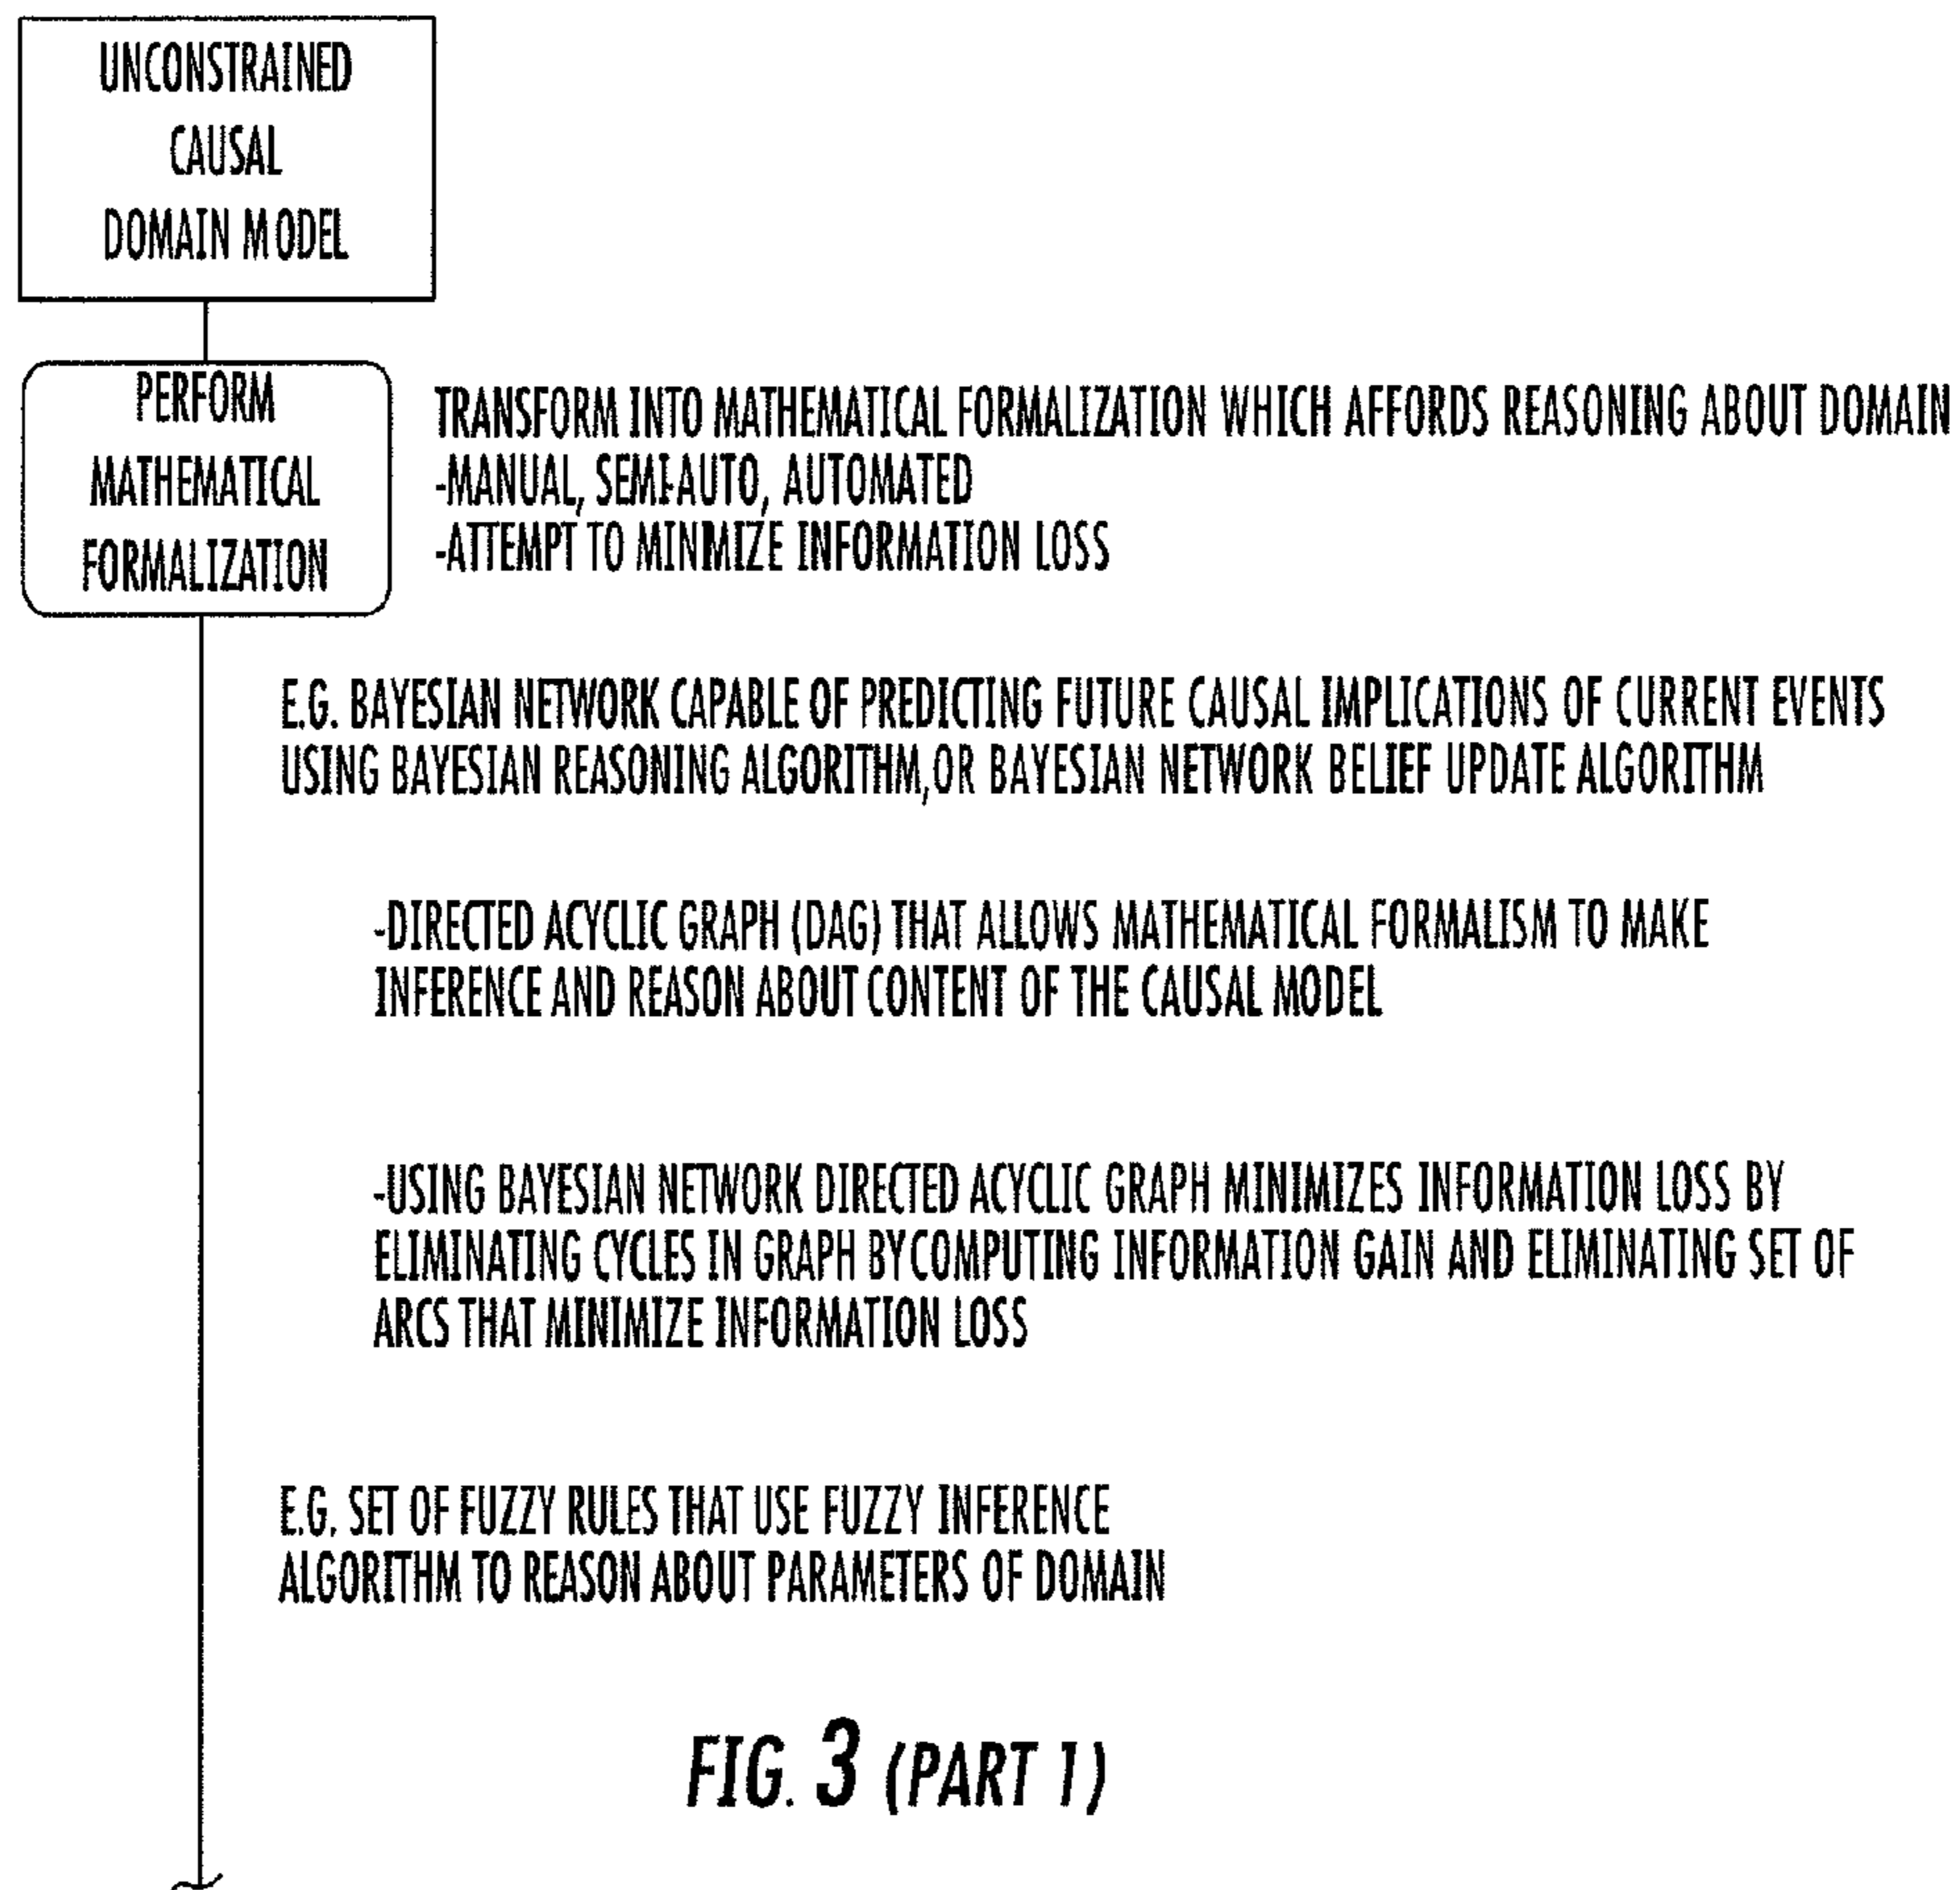 UNCONSTRAINED
CAUSAL
DOMAIN MODEL
PERFORM
MATHEMATICAL
FORMALIZATION
TRANSFORM INTO MATHEMATICAL FORMALIZATION WHICH AFFORDS REASONING ABOUT DOMAIN
-MANUAL, SEMI-AUTO, AUTOMATED
-ATTEMPT TO MINIMIZE INFORMATION LOSS
E.G. BAYESIAN NETWORK CAPABLE OF PREDICTING FUTURE CAUSAL IMPLICATIONS OF CURRENT EVENTS
USING BAYESIAN REASONING ALGORITHM, OR BAYESIAN NETWORK BELIEF UPDATE ALGORITHM
-DIRECTED ACYCLIC GRAPH (DAG) THAT ALLOWS MATHEMATICAL FORMALISM TO MAKE
INFERENCE AND REASON ABOUT CONTENT OF THE CAUSAL MODEL
-USING BAYESIAN NETWORK DIRECTED ACYCLIC GRAPH MINIMIZES INFORMATION LOSS BY
ELIMINATING CYCLES IN GRAPH BY COMPUTING INFORMATION GAIN AND ELIMINATING SET OF
ARCS THAT MINIMIZE INFORMATION LOSS
E.G. SET OF FUZZY RULES THAT USE FUZZY INFERENCE
ALGORITHM TO REASON ABOUT PARAMETERS OF DOMAIN
FIG. 3 (PART 1)